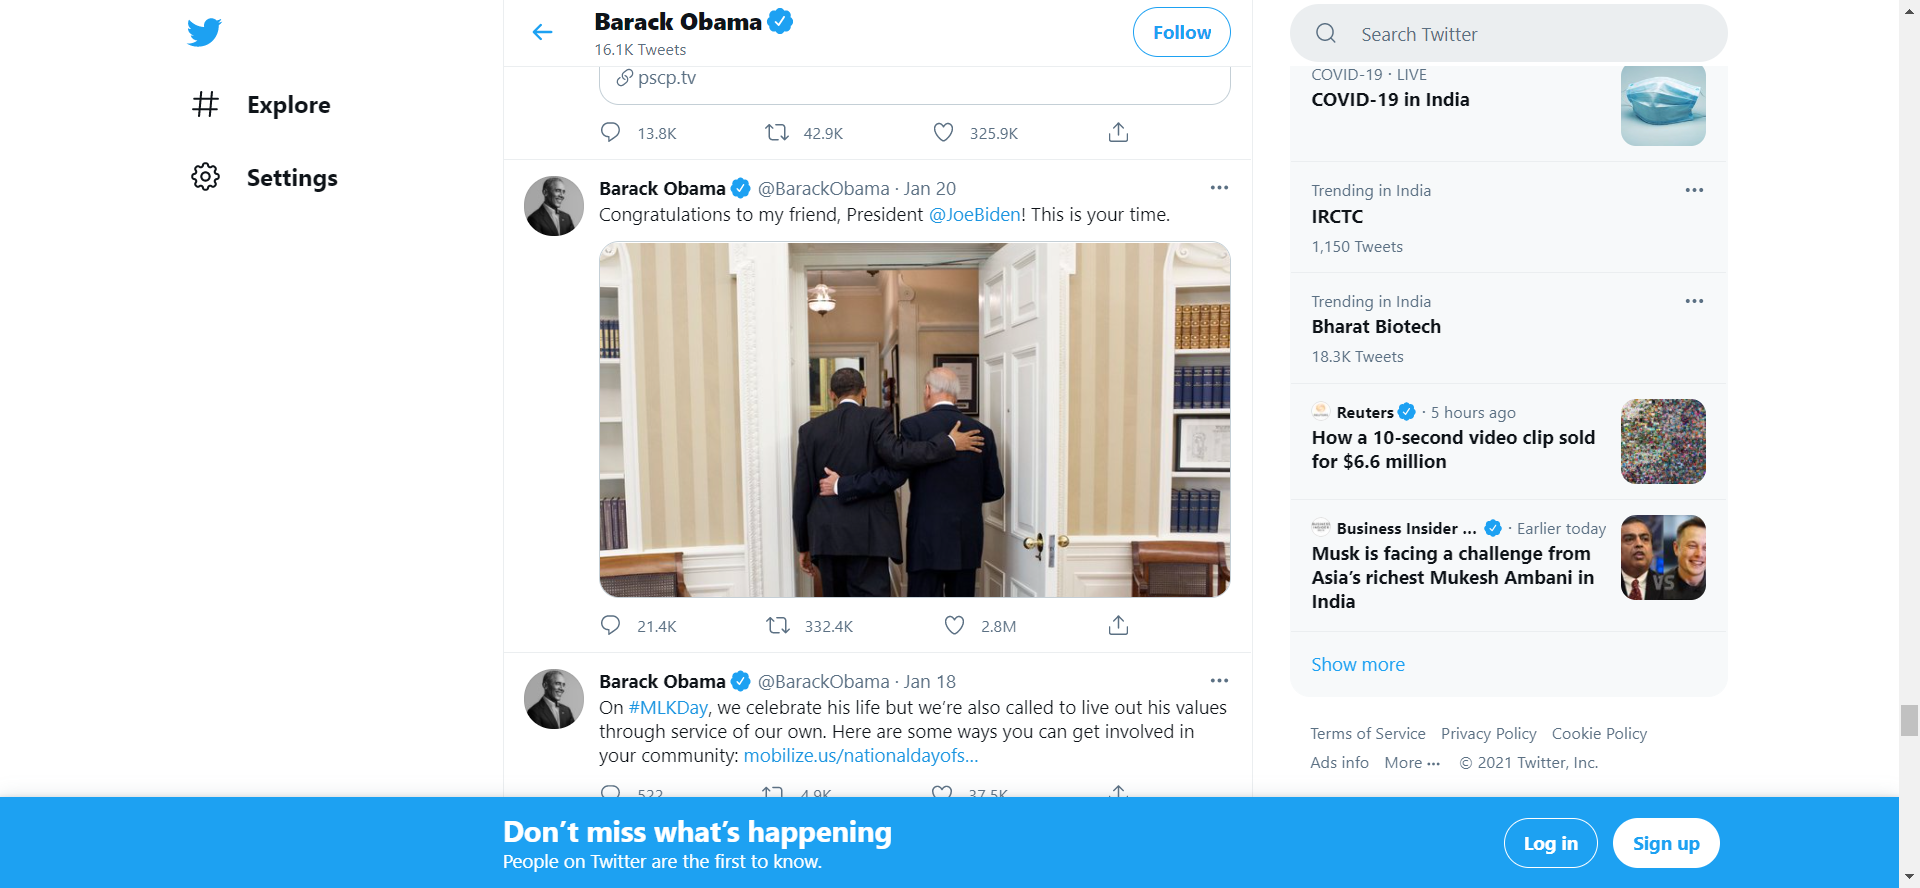 Explore
Settings
Barack Obama
16.1K Tweets
Follow
pscp.tv
13.8K 42.9K 325.9K
Barack Obama @BarackObama · Jan 20
Congratulations to my friend, President @JoeBiden! This is your time.
21.4K 332.4K 2.8M
Barack Obama @BarackObama · Jan 18
On #MLKDay, we celebrate his life but we’re also called to live out his values
through service of our own. Here are some ways you can get involved in
your community: mobilize.us/nationaldayofs...
522 4.9K 37.5K
Search Twitter
COVID-19 · LIVE
COVID-19 in India
Trending in India
IRCTC
1,150 Tweets
Trending in India
Bharat Biotech
18.3K Tweets
Reuters · 5 hours ago
How a 10-second video clip sold
for $6.6 million
Business Insider ... · Earlier today
Musk is facing a challenge from
Asia’s richest Mukesh Ambani in
India
VS
Show more
Terms of Service Privacy Policy Cookie Policy
Ads info More ··· © 2021 Twitter, Inc.
Don’t miss what’s happening
People on Twitter are the first to know.
Log in
Sign up